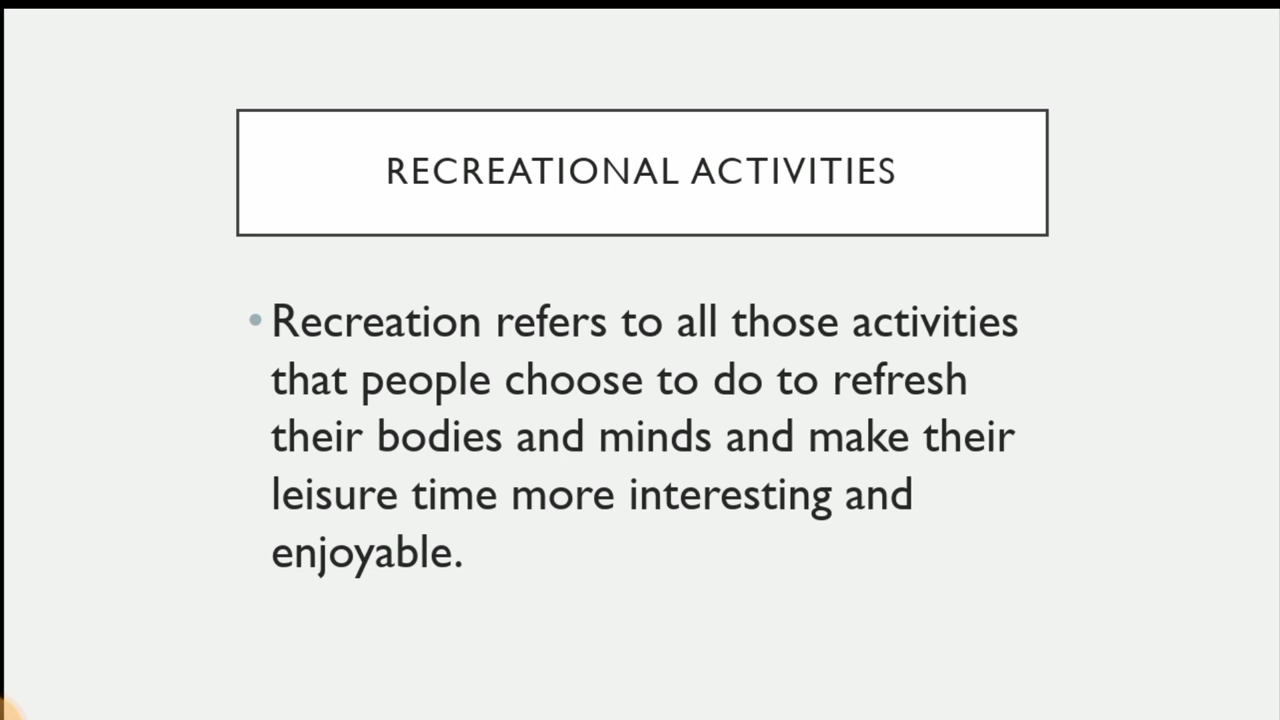 RECREATIONAL ACTIVITIES
• Recreation refers to all those activities
that people choose to do to refresh
their bodies and minds and make their
leisure time more interesting and
enjoyable.